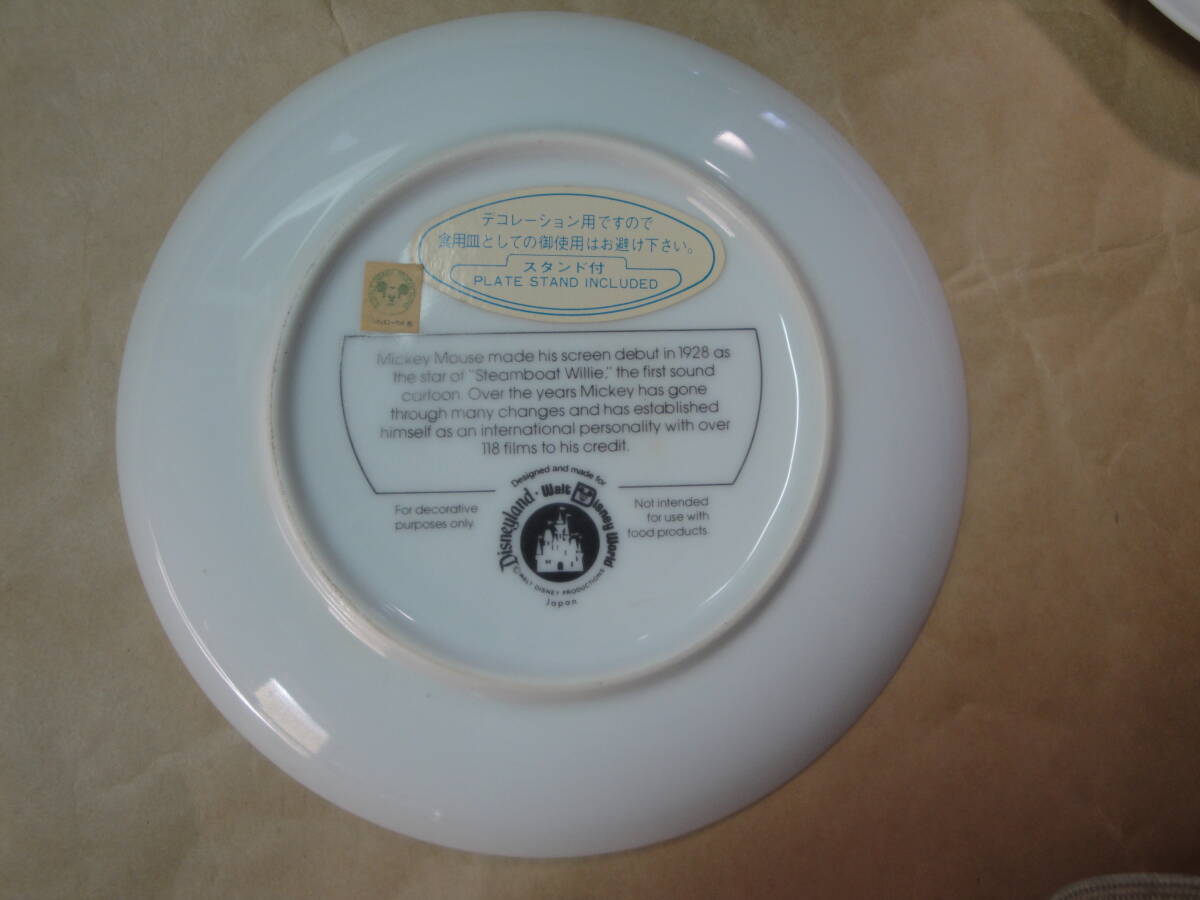 デコレーション用ですので
食用皿としての御使用はお避け下さい。
スタンド付
PLATE STAND INCLUDED
Mickey Mouse made his screen debut in 1928 as
the star of "Steamboat Willie," the first sound
cartoon. Over the years Mickey has gone
through many changes and has established
himself as an international personality with over
118 films to his credit.
For decorative
purposes only.
Designed and made for
Disneyland · Walt Disney World
© WALT DISNEY PRODUCTIONS
Japan
Not intended
for use with
food products.